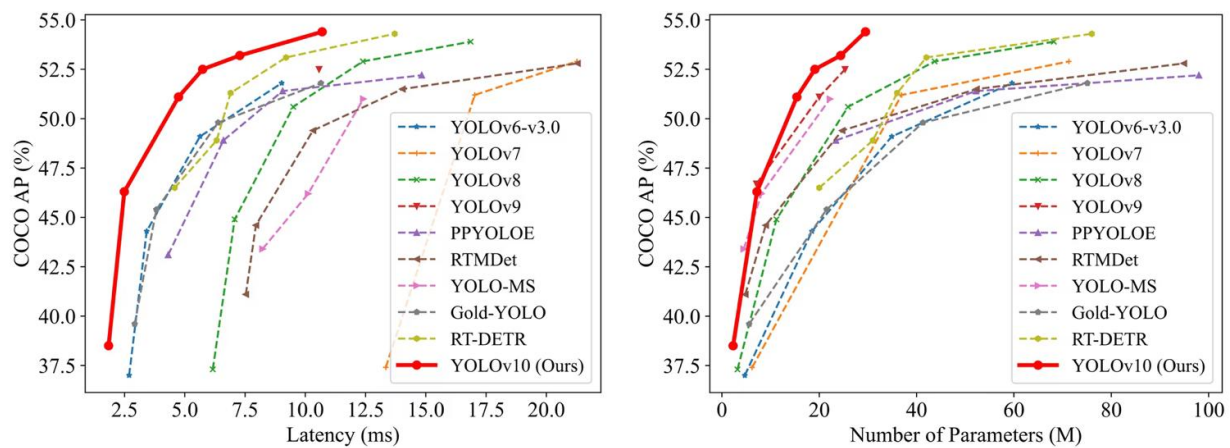 55.0
52.5
50.0
47.5
45.0
42.5
40.0
37.5
COCO AP (%)
2.5 5.0 7.5 10.0 12.5 15.0 17.5 20.0
Latency (ms)
YOLOv6-v3.0
YOLOv7
YOLOv8
YOLOv9
PPYOLOE
RTMDet
YOLO-MS
Gold-YOLO
RT-DETR
YOLOv10 (Ours)
55.0
52.5
50.0
47.5
45.0
42.5
40.0
37.5
COCO AP (%)
0 20 40 60 80 100
Number of Parameters (M)
YOLOv6-v3.0
YOLOv7
YOLOv8
YOLOv9
PPYOLOE
RTMDet
YOLO-MS
Gold-YOLO
RT-DETR
YOLOv10 (Ours)